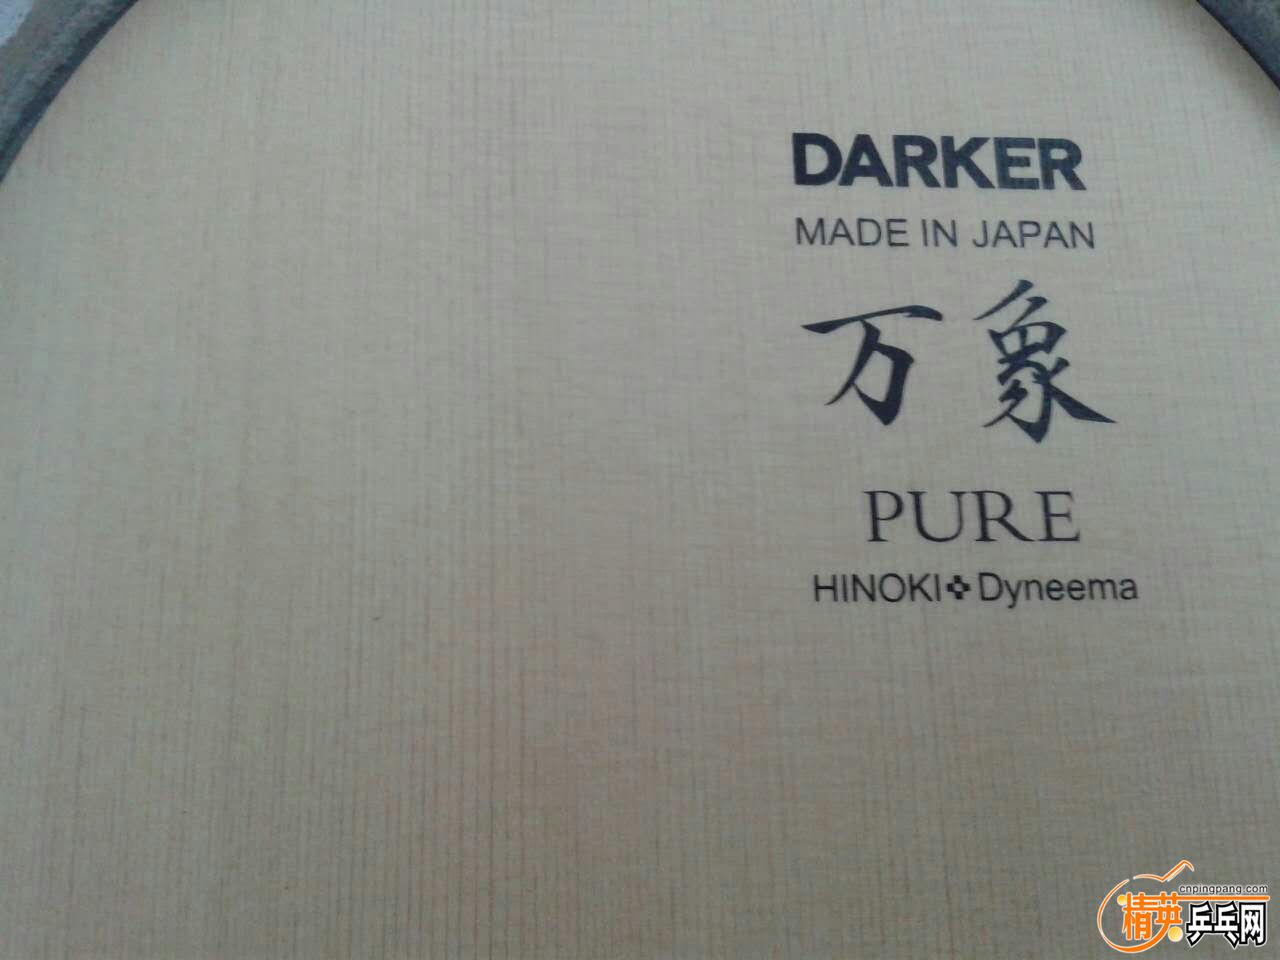 DARKER
MADE IN JAPAN
万象
PURE
HINOKI✜Dyneema
cnpingpang.com
精英乒乓网